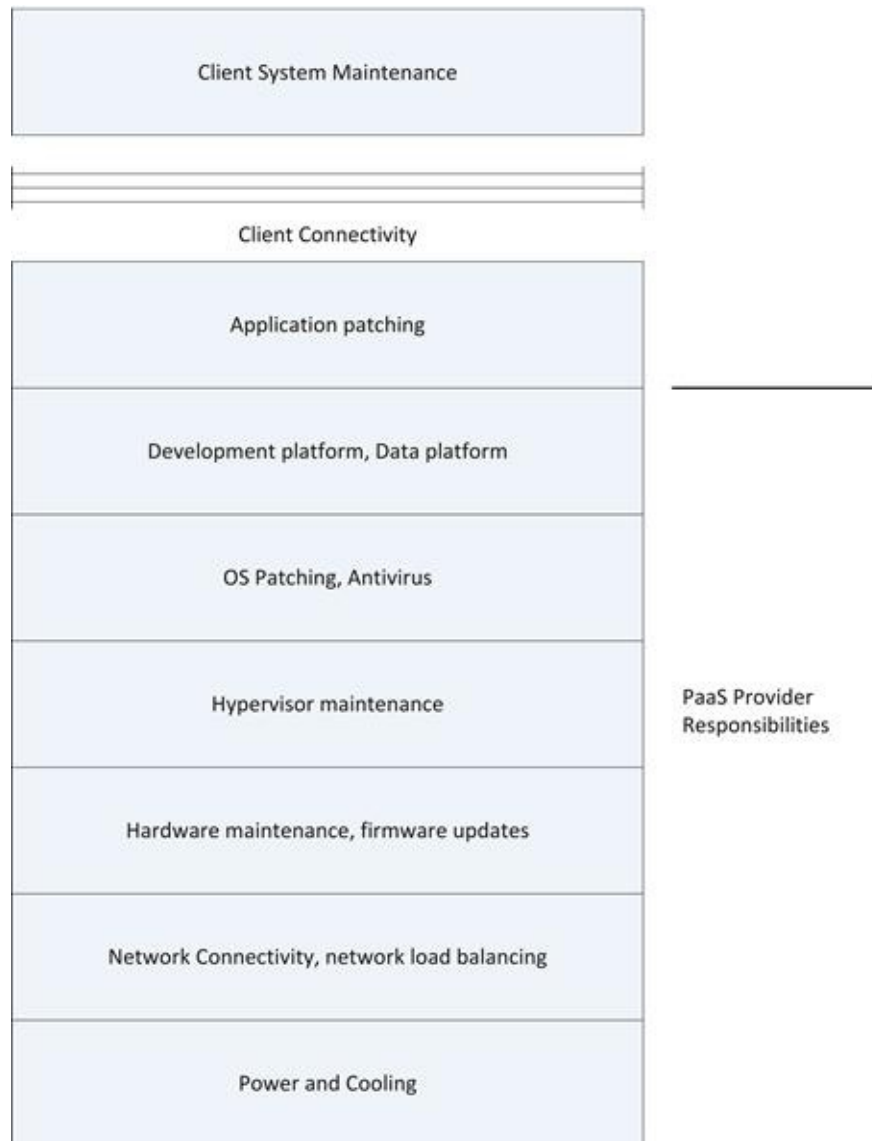 Client System Maintenance
Client Connectivity
Application patching
Development platform, Data platform
OS Patching, Antivirus
Hypervisor maintenance
PaaS Provider
Responsibilities
Hardware maintenance, firmware updates
Network Connectivity, network load balancing
Power and Cooling